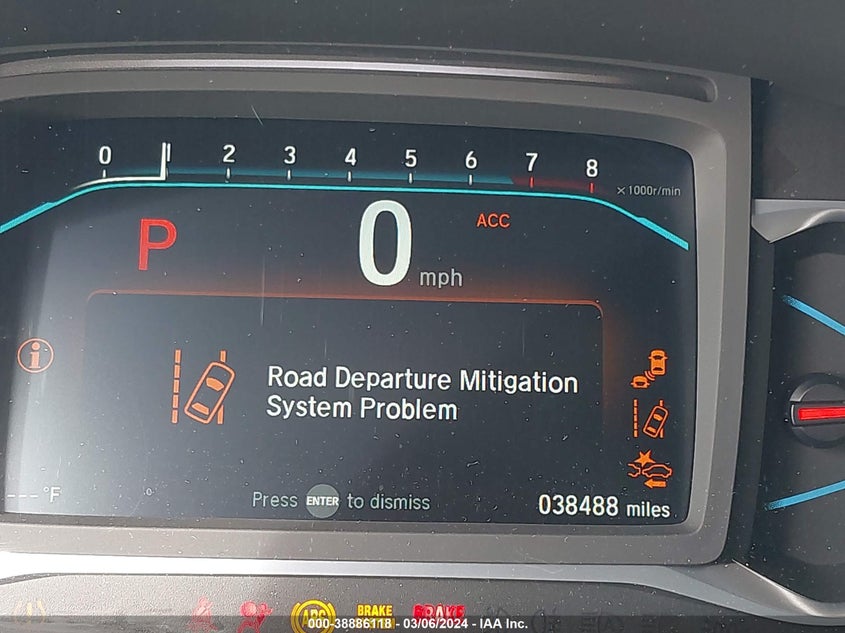 0 1 2 3 4 5 6 7 8
×1000r/min
P 0 mph ACC
Road Departure Mitigation
System Problem
--- °F
Press ENTER to dismiss
038488 miles
BRAKE BRAKE
000-38886118 - 03/06/2024 - IAA Inc.